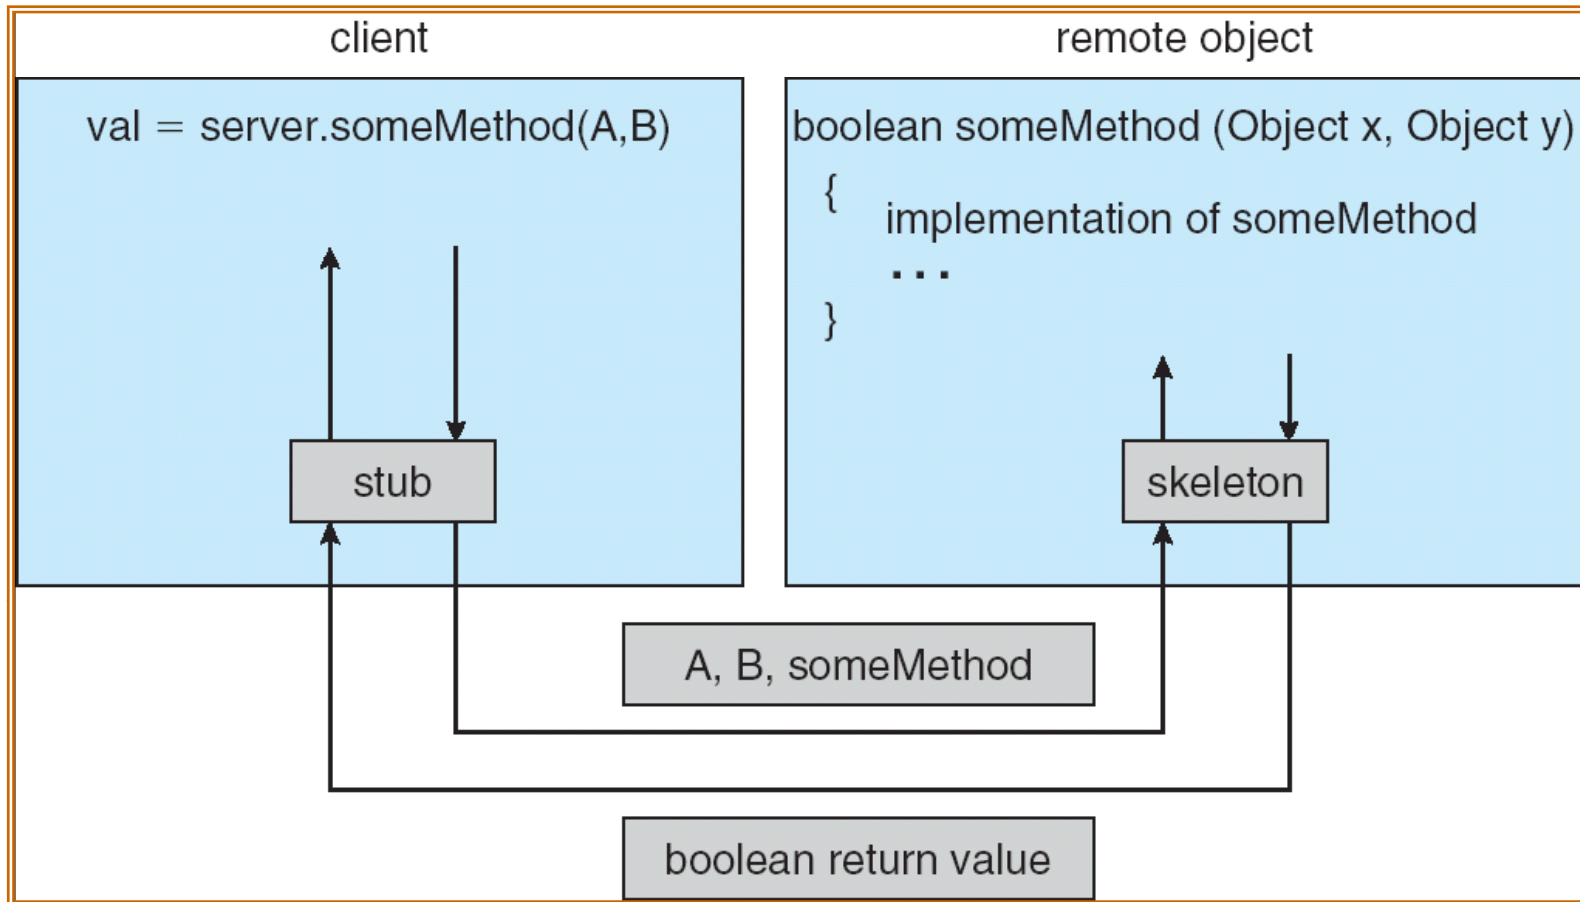 client
val = server.someMethod(A,B)
stub
remote object
boolean someMethod (Object x, Object y)
{
implementation of someMethod
...
}
skeleton
A, B, someMethod
boolean return value